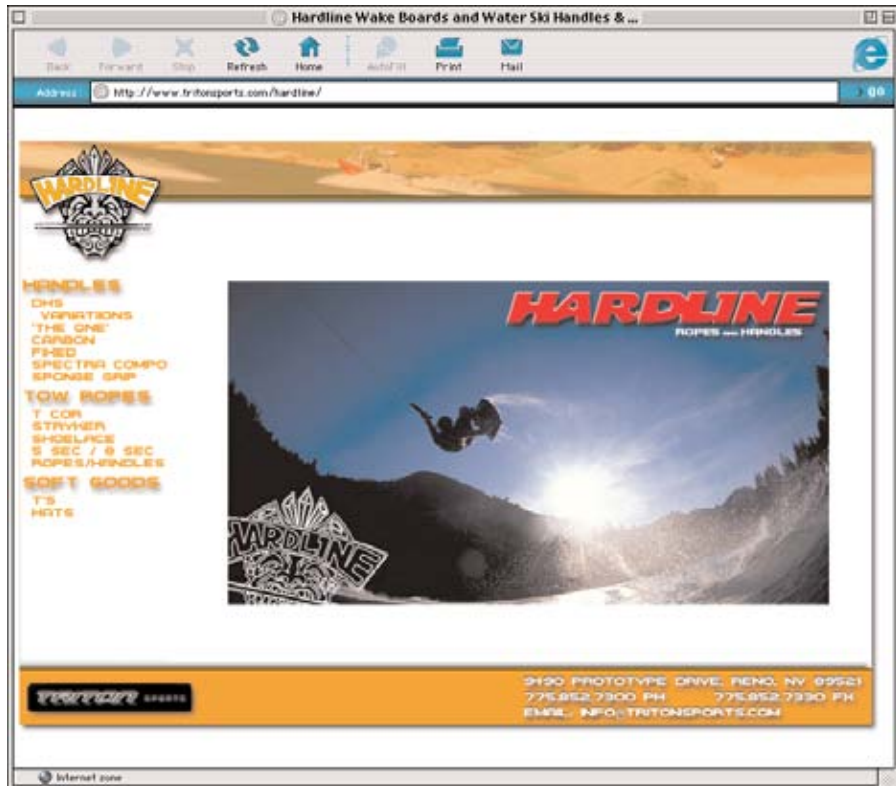 Hardline Wake Boards and Water Ski Handles & ...
Back Forward Stop Refresh Home AutoFill Print Mail
Address http://www.tritonsports.com/hardline/ go
HARDLINE
HANDLES
DHS
VARIATIONS
'THE ONE'
CARBON
FIXED
SPECTRA COMPO
SPONGE GRIP
TOW ROPES
T COR
STRYKER
SHOELACE
5 SEC / 8 SEC
ROPES/HANDLES
SOFT GOODS
T'S
HATS
HARDLINE
ROPES AND HANDLES
HARDLINE
TRITON SPORTS
9490 PROTOTYPE DRIVE, RENO, NV 89521
775.852.7300 PH 775.852.7330 FX
EMAIL: INFO@TRITONSPORTS.COM
Internet zone